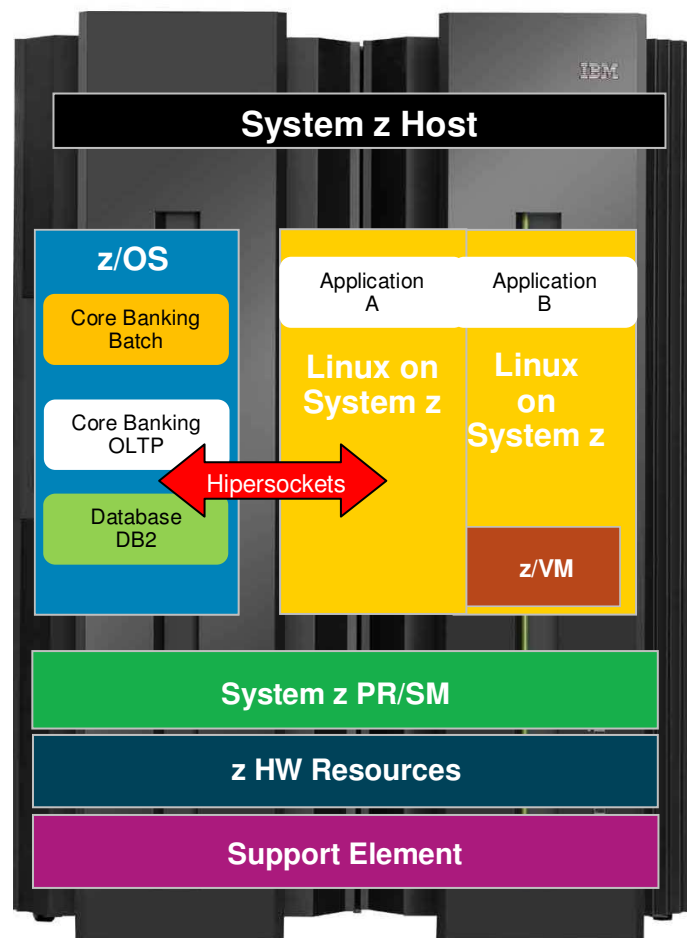 IBM
System z Host
z/OS
Core Banking
Batch
Core Banking
OLTP
Database
DB2
Hipersockets
Application
A
Linux on
System z
Application
B
Linux
on
System z
z/VM
System z PR/SM
z HW Resources
Support Element